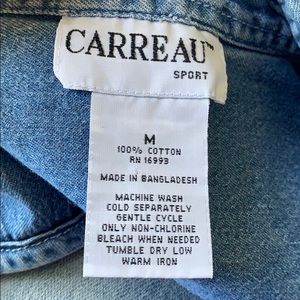 CARREAU™
SPORT
M
100% COTTON
RN 16993
MADE IN BANGLADESH
MACHINE WASH
COLD SEPARATELY
GENTLE CYCLE
ONLY NON-CHLORINE
BLEACH WHEN NEEDED
TUMBLE DRY LOW
WARM IRON